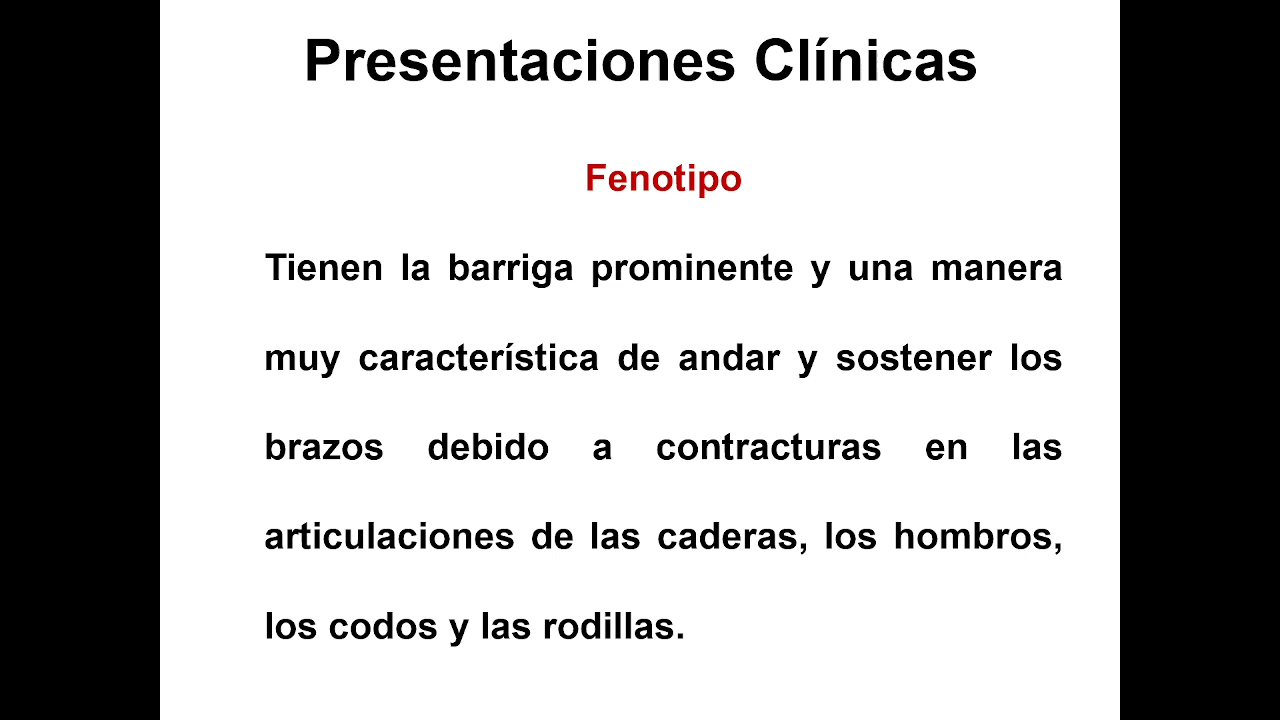 Presentaciones Clínicas
Fenotipo
Tienen la barriga prominente y una manera
muy característica de andar y sostener los
brazos debido a contracturas en las
articulaciones de las caderas, los hombros,
los codos y las rodillas.